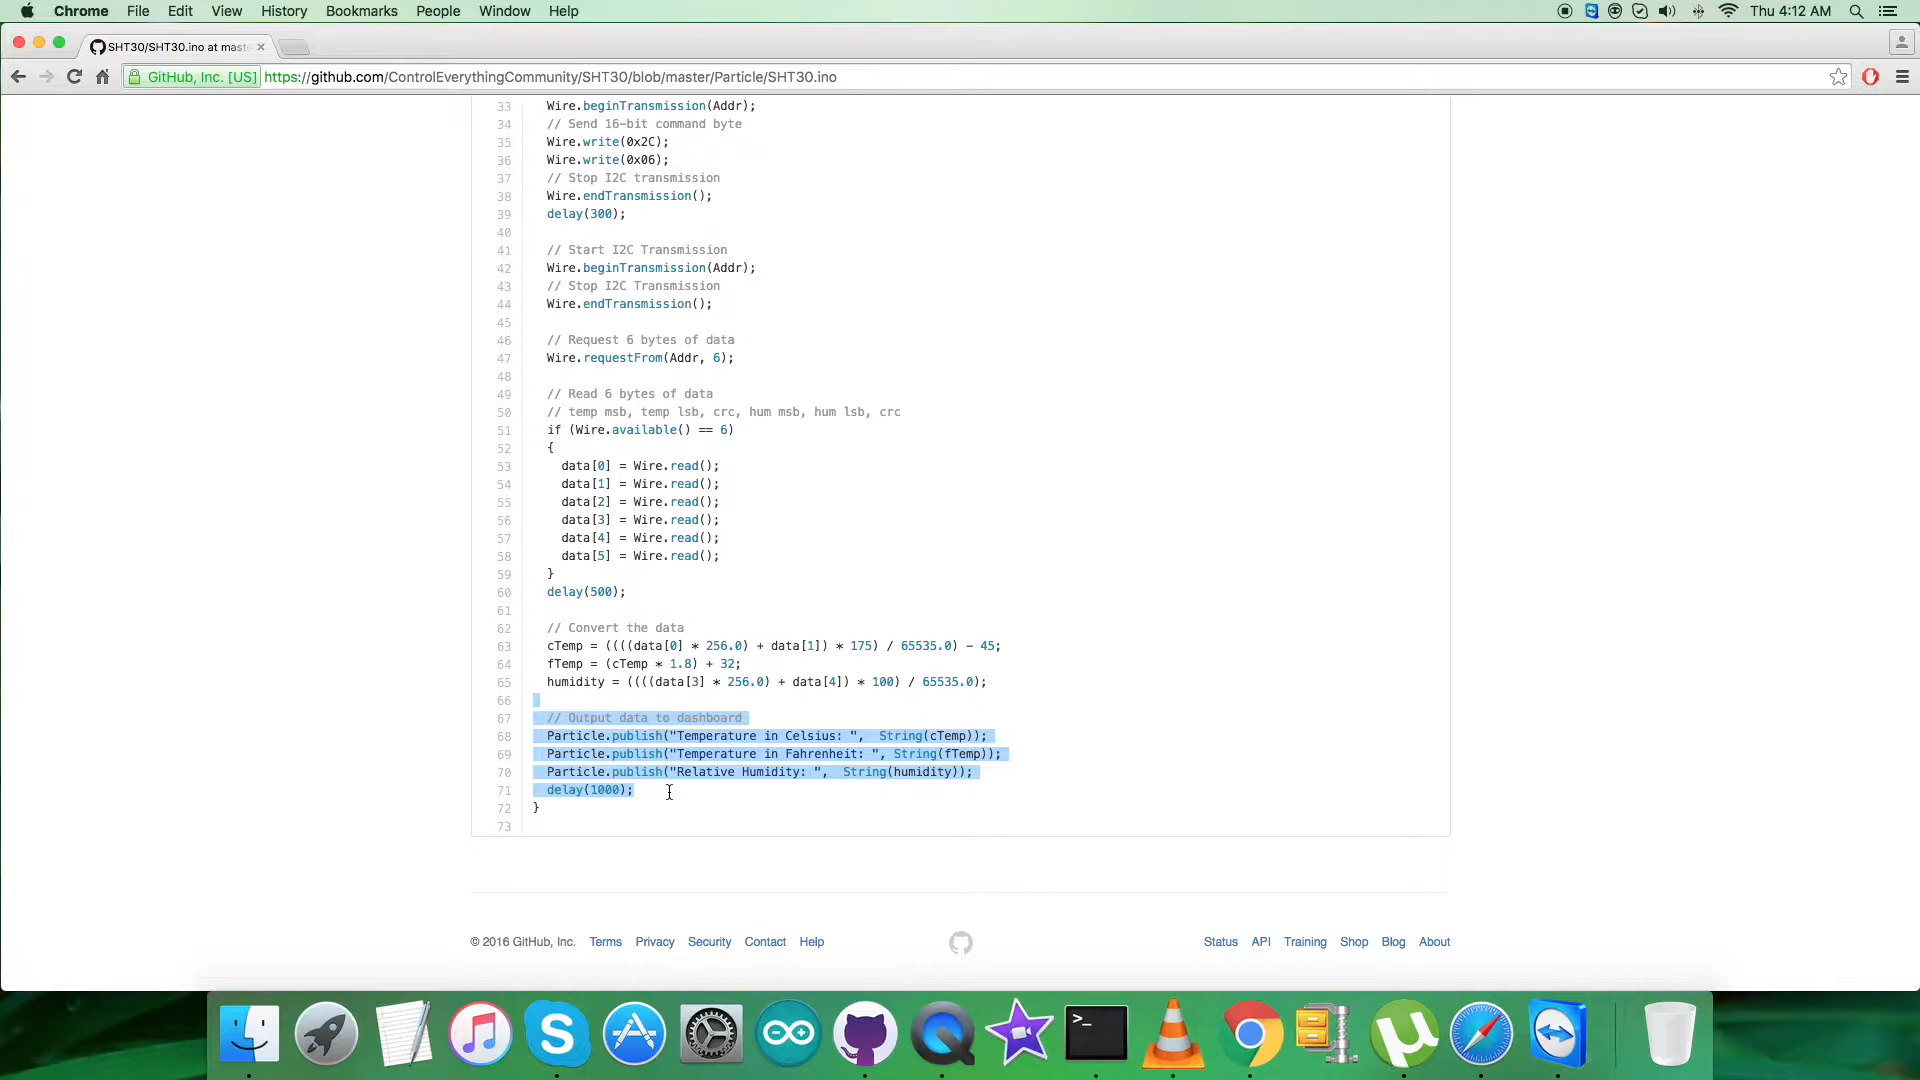 Chrome File Edit View History Bookmarks People Window Help Thu 4:12 AM
SHT30/SHT30.ino at mast
GitHub, Inc. [US] https://github.com/ControlEverythingCommunity/SHT30/blob/master/Particle/SHT30.ino
33 Wire.beginTransmission(Addr);
34 // Send 16-bit command byte
35 Wire.write(0x2C);
36 Wire.write(0x06);
37 // Stop I2C transmission
38 Wire.endTransmission();
39 delay(300);
40
41 // Start I2C Transmission
42 Wire.beginTransmission(Addr);
43 // Stop I2C Transmission
44 Wire.endTransmission();
45
46 // Request 6 bytes of data
47 Wire.requestFrom(Addr, 6);
48
49 // Read 6 bytes of data
50 // temp msb, temp lsb, crc, hum msb, hum lsb, crc
51 if (Wire.available() == 6)
52 {
53 data[0] = Wire.read();
54 data[1] = Wire.read();
55 data[2] = Wire.read();
56 data[3] = Wire.read();
57 data[4] = Wire.read();
58 data[5] = Wire.read();
59 }
60 delay(500);
61
62 // Convert the data
63 cTemp = ((((data[0] * 256.0) + data[1]) * 175) / 65535.0) - 45;
64 fTemp = (cTemp * 1.8) + 32;
65 humidity = ((((data[3] * 256.0) + data[4]) * 100) / 65535.0);
66
67 // Output data to dashboard
68 Particle.publish("Temperature in Celsius: ", String(cTemp));
69 Particle.publish("Temperature in Fahrenheit: ", String(fTemp));
70 Particle.publish("Relative Humidity: ", String(humidity));
71 delay(1000);
72 }
73
© 2016 GitHub, Inc. Terms Privacy Security Contact Help Status API Training Shop Blog About